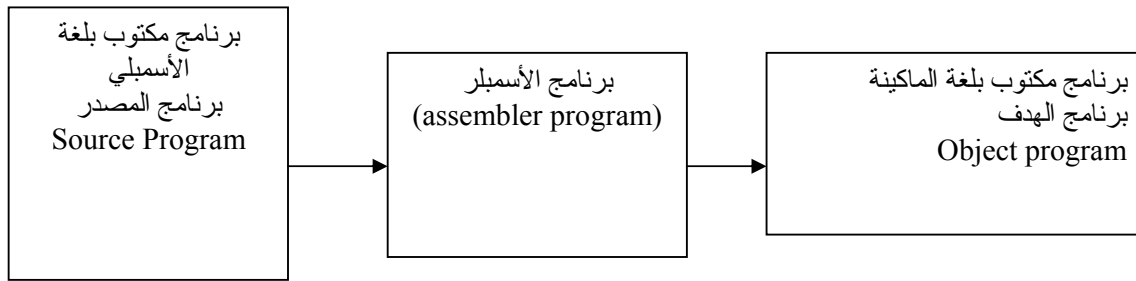 برنامج مكتوب بلغة
الأسمبلي
برنامج المصدر
Source Program
برنامج الأسمبلر
(assembler program)
برنامج مكتوب بلغة الماكينة
برنامج الهدف
Object program